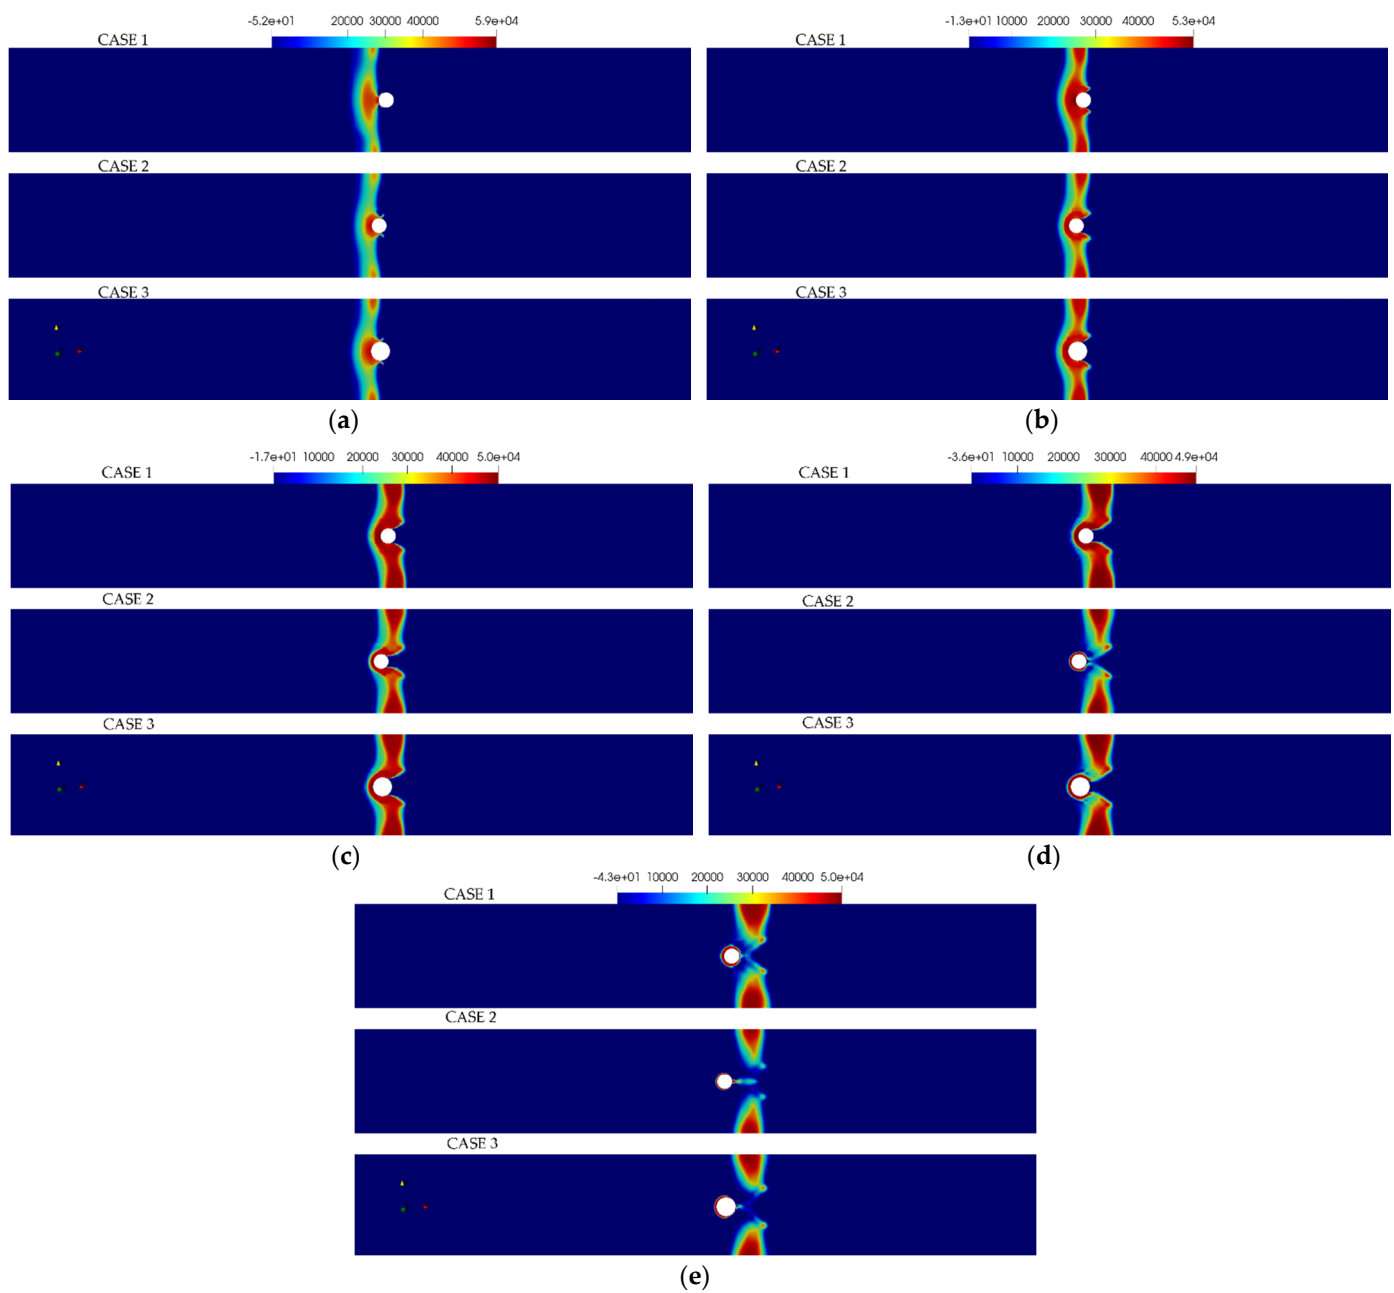 -5.2e+01 20000 30000 40000 5.9e+04
CASE 1
CASE 2
CASE 3
(a)
-1.3e+01 10000 20000 30000 40000 5.3e+04
CASE 1
CASE 2
CASE 3
(b)
-1.7e+01 10000 20000 30000 40000 5.0e+04
CASE 1
CASE 2
CASE 3
(c)
-3.6e+01 10000 20000 30000 40000 4.9e+04
CASE 1
CASE 2
CASE 3
(d)
-4.3e+01 10000 20000 30000 40000 5.0e+04
CASE 1
CASE 2
CASE 3
(e)